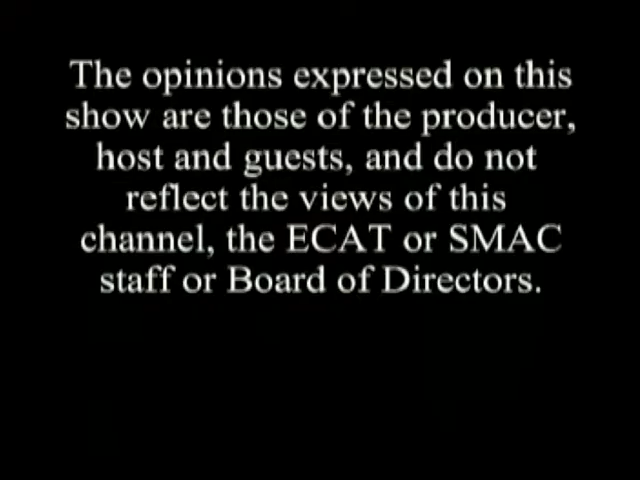 The opinions expressed on this
show are those of the producer,
host and guests, and do not
reflect the views of this
channel, the ECAT or SMAC
staff or Board of Directors.